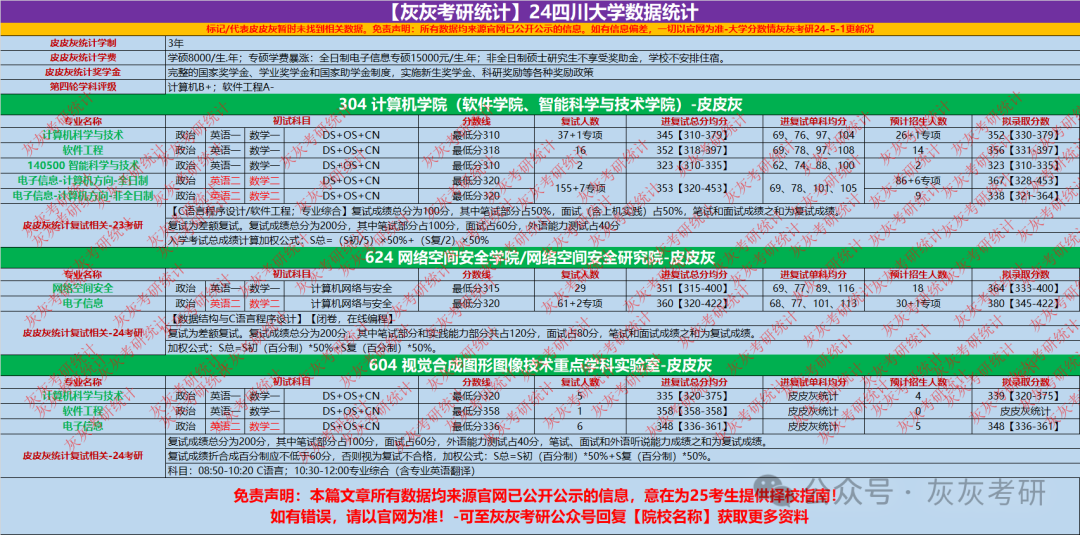 【灰灰考研统计】24四川大学数据统计
标记/代表皮皮灰暂时未找到相关数据。免责声明：所有数据均来源官网已公开公示的信息。如有信息偏差，一切以官网为准-大学分数情灰灰考研24-5-1更新况
皮皮灰统计学制 3年
皮皮灰统计学费 学硕8000/生.年；专硕学费暴涨：全日制电子信息专硕15000元/生.年；非全日制硕士研究生不享受奖助金，学校不安排住宿。
皮皮灰统计奖学金 完整的国家奖学金、学业奖学金和国家助学金制度，实施新生奖学金、科研奖励等各种奖励政策
第四轮学科评级 计算机B+；软件工程A-
304 计算机学院（软件学院、智能科学与技术学院）-皮皮灰
专业名称 初试科目 分数线 复试人数 进复试总分均分 进复试单科均分 预计招生人数 拟录取分数
计算机科学与技术 政治 英语一 数学一 DS+OS+CN 最低分310 37+1专项 345【310-379】 69、76、97、104 26+1专项 352【330-379】
软件工程 政治 英语一 数学一 DS+OS+CN 最低分318 16 352【318-397】 69、78、97、108 14 356【331-397】
140500 智能科学与技术 政治 英语一 数学一 DS+OS+CN 最低分310 2 323【310-335】 62、74、88、100 2 323【310-335】
电子信息-计算机方向-全日制 政治 英语二 数学二 DS+OS+CN 最低分320 155+7专项 353【320-453】 69、78、101、105 86+6专项 367【328-453】
电子信息-计算机方向-非全日制 政治 英语二 数学二 DS+OS+CN 最低分320 9 338【321-364】
皮皮灰统计复试相关-23考研
【C语言程序设计/软件工程；专业综合】复试成绩总分为100分，其中笔试部分占50%，面试（含上机实践）占50%，笔试和面试成绩之和为复试成绩。
复试为差额复试。复试成绩总分为200分，其中笔试部分占100分，面试占60分，外语能力测试占40分
入学考试总成绩计算加权公式：S总=（S初/5）×50%+（S复/2）×50%
624 网络空间安全学院/网络空间安全研究院-皮皮灰
专业名称 初试科目 分数线 复试人数 进复试总分均分 进复试单科均分 预计招生人数 拟录取分数
网络空间安全 政治 英语一 数学一 计算机网络与安全 最低分315 29 351【315-400】 69、77、89、116 18 364【333-400】
电子信息 政治 英语二 数学二 计算机网络与安全 最低分320 61+2专项 360【320-422】 68、77、101、113 30+1专项 380【345-422】
皮皮灰统计复试相关-24考研
【数据结构与C语言程序设计】【闭卷，在线编程】
复试为差额复试。复试成绩总分为200分，其中笔试部分和实践能力部分共占120分，面试占80分，笔试和面试成绩之和为复试成绩。
加权公式：S总=S初（百分制）*50%+S复（百分制）*50%。
604 视觉合成图形图像技术重点学科实验室-皮皮灰
专业名称 初试科目 分数线 复试人数 进复试总分均分 进复试单科均分 预计招生人数 拟录取分数
计算机科学与技术 政治 英语一 数学一 DS+OS+CN 最低分320 5 335【320-375】 皮皮灰统计 4 339【320-375】
软件工程 政治 英语一 数学一 DS+OS+CN 最低分358 1 358【358-358】 皮皮灰统计 0 皮皮灰统计
电子信息 政治 英语二 数学二 DS+OS+CN 最低分336 6 348【336-361】 皮皮灰统计 5 348【336-361】
皮皮灰统计复试相关-24考研
复试成绩总分为200分，其中笔试部分占100分，面试占60分，外语能力测试占40分，笔试、面试和外语听说能力成绩之和为复试成绩。
复试成绩折合成百分制应不低于60分，否则视为复试不合格，加权公式：S总=S初（百分制）*50%+S复（百分制）*50%。
科目：08:50-10:20 C语言；10:30-12:00专业综合（含专业英语翻译）
免责声明：本篇文章所有数据均来源官网已公开公示的信息，意在为25考生提供择校指南！
如有错误，请以官网为准！-可至灰灰考研公众号回复【院校名称】获取更多资料
公众号·灰灰考研